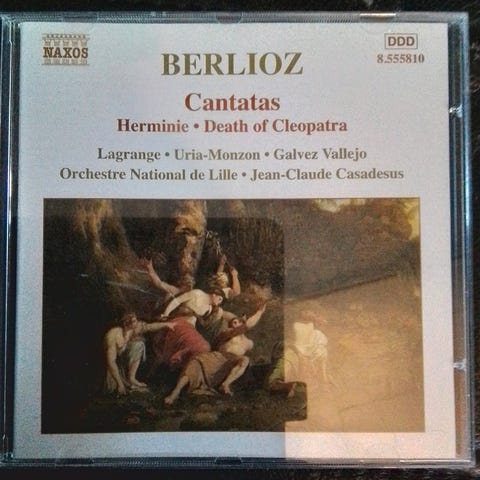 NAXOS
DDD
8.555810
BERLIOZ
Cantatas
Herminie • Death of Cleopatra
Lagrange • Uria-Monzon • Galvez Vallejo
Orchestre National de Lille • Jean-Claude Casadesus